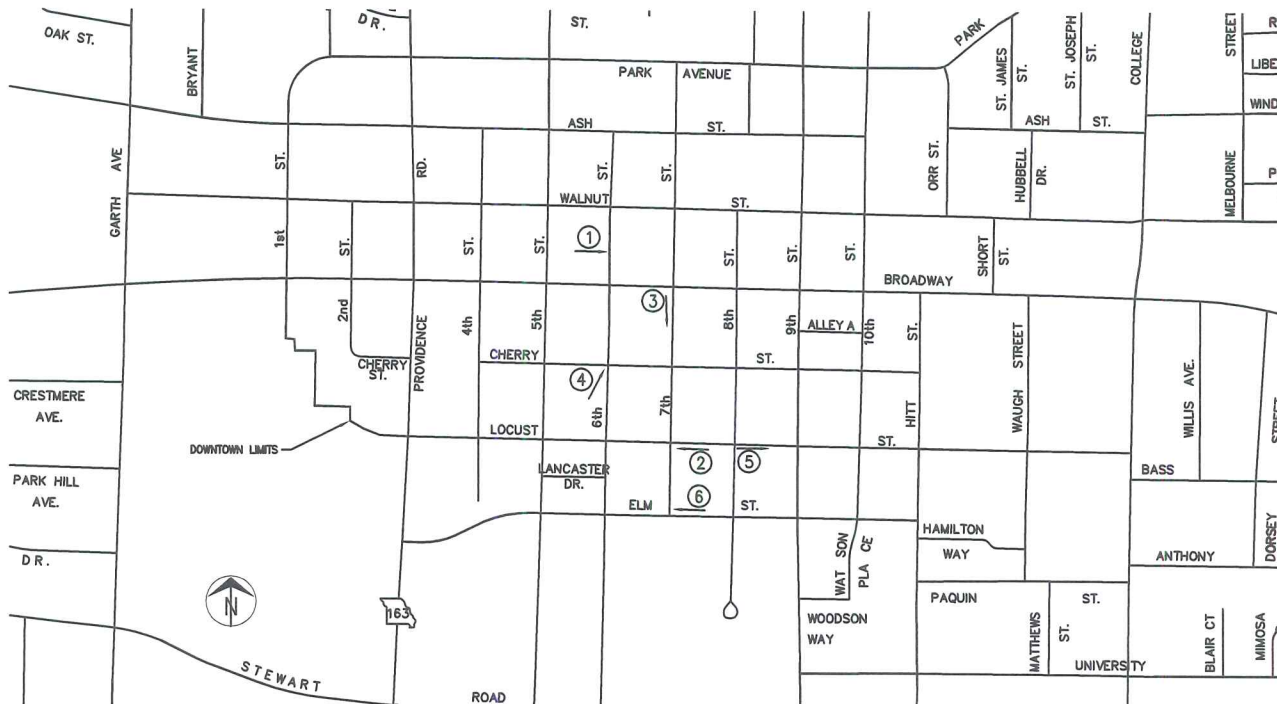 OAK ST.
BRYANT
DR.
ST.
PARK AVENUE
PARK
ST. JAMES
ST.
ST. JOSEPH
ST.
COLLEGE
STREET
R
LIBE
WIND
P
GARTH AVE
ST.
RD.
ASH ST.
ST.
ST.
WALNUT ST.
ORR ST.
ASH ST.
HUBBELL
DR.
MELBOURNE
1st
ST.
ST.
ST.
1
ST.
ST.
ST.
SHORT
ST.
BROADWAY
2nd
PROVIDENCE
4th
5th
3
8th
9th
ALLEY A
10th
ST.
WAUGH STREET
CHERRY
ST.
CHERRY ST.
4
6th
7th
HITT
WILLIS AVE.
STREET
CRESTMERE
AVE.
DOWNTOWN LIMITS
LOCUST ST.
2
5
LANCASTER
DR.
BASS
PARK HILL
AVE.
6
ELM ST.
HAMILTON
WAY
DORSEY
DR.
ANTHONY
WAT SON
PLA CE
N
163
PAQUIN ST.
WOODSON
WAY
MATTHEWS
ST.
BLAIR CT
MIMOSA
STEWART
ROAD
UNIVERSITY